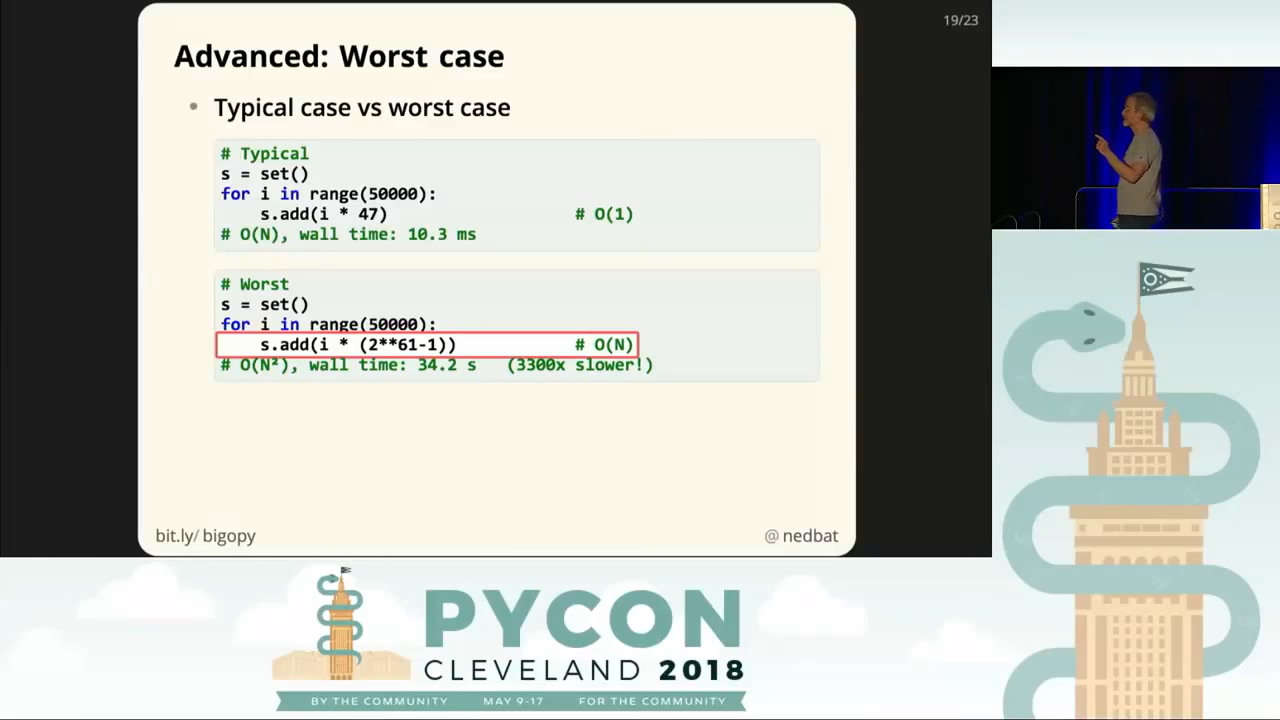 19/23
Advanced: Worst case
• Typical case vs worst case
# Typical
s = set()
for i in range(50000):
    s.add(i * 47)                   # O(1)
# O(N), wall time: 10.3 ms
# Worst
s = set()
for i in range(50000):
    s.add(i * (2**61-1))            # O(N)
# O(N²), wall time: 34.2 s   (3300x slower!)
bit.ly/bigopy
@nedbat
PYCON
CLEVELAND 2018
BY THE COMMUNITY MAY 9-17 FOR THE COMMUNITY